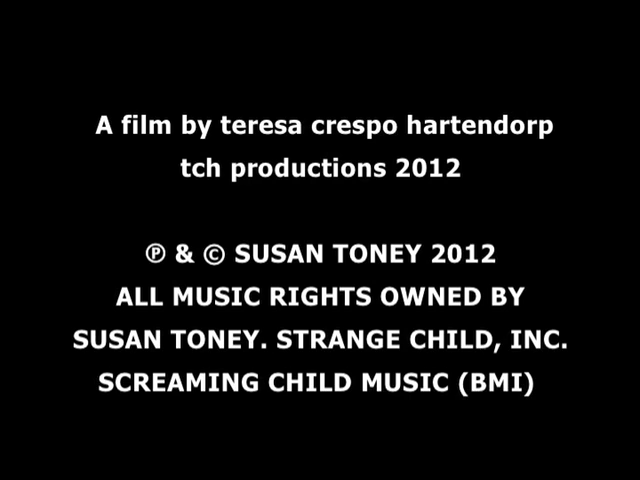 A film by teresa crespo hartendorp
tch productions 2012
℗ & © SUSAN TONEY 2012
ALL MUSIC RIGHTS OWNED BY
SUSAN TONEY. STRANGE CHILD, INC.
SCREAMING CHILD MUSIC (BMI)